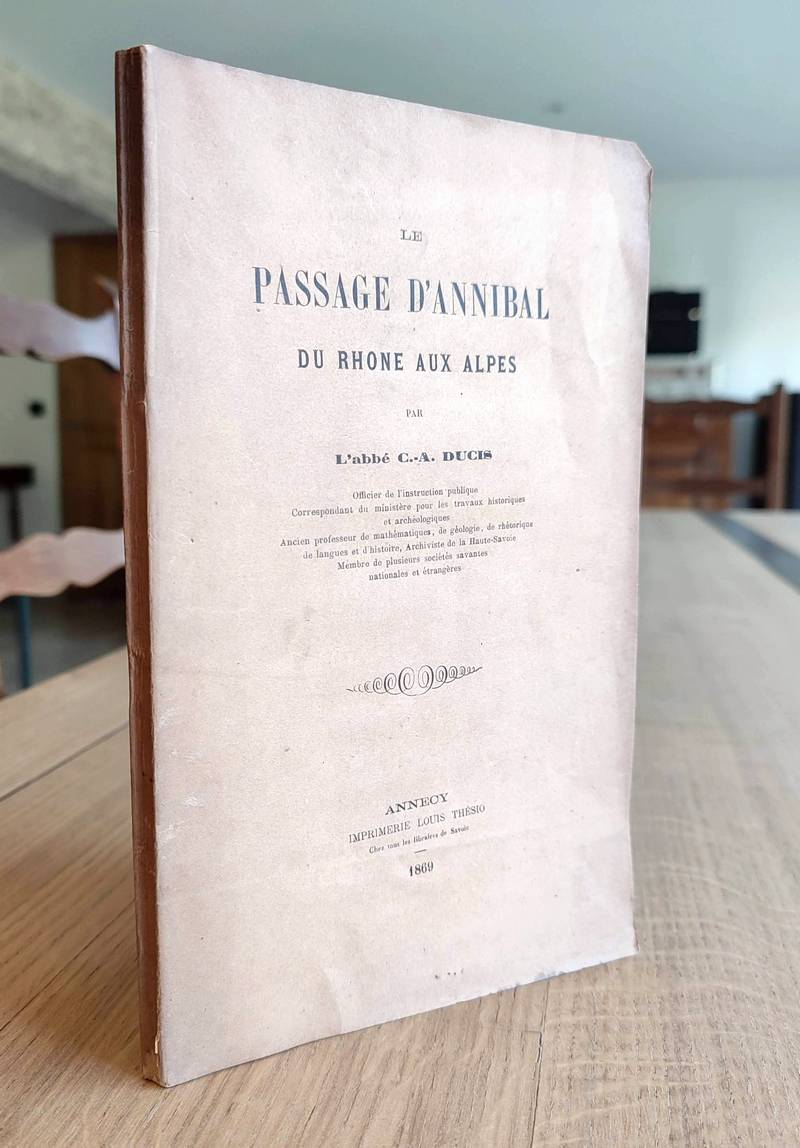 LE
PASSAGE D'ANNIBAL
DU RHONE AUX ALPES
PAR
L'abbé C.-A. DUCIS
Officier de l'instruction publique
Correspondant du ministère pour les travaux historiques
et archéologiques
Ancien professeur de mathématiques, de géologie, de rhétorique
de langues et d'histoire, Archiviste de la Haute-Savoie
Membre de plusieurs sociétés savantes
nationales et étrangères
ANNECY
IMPRIMERIE LOUIS THÉSIO
Chez tous les libraires de Savoie
1869